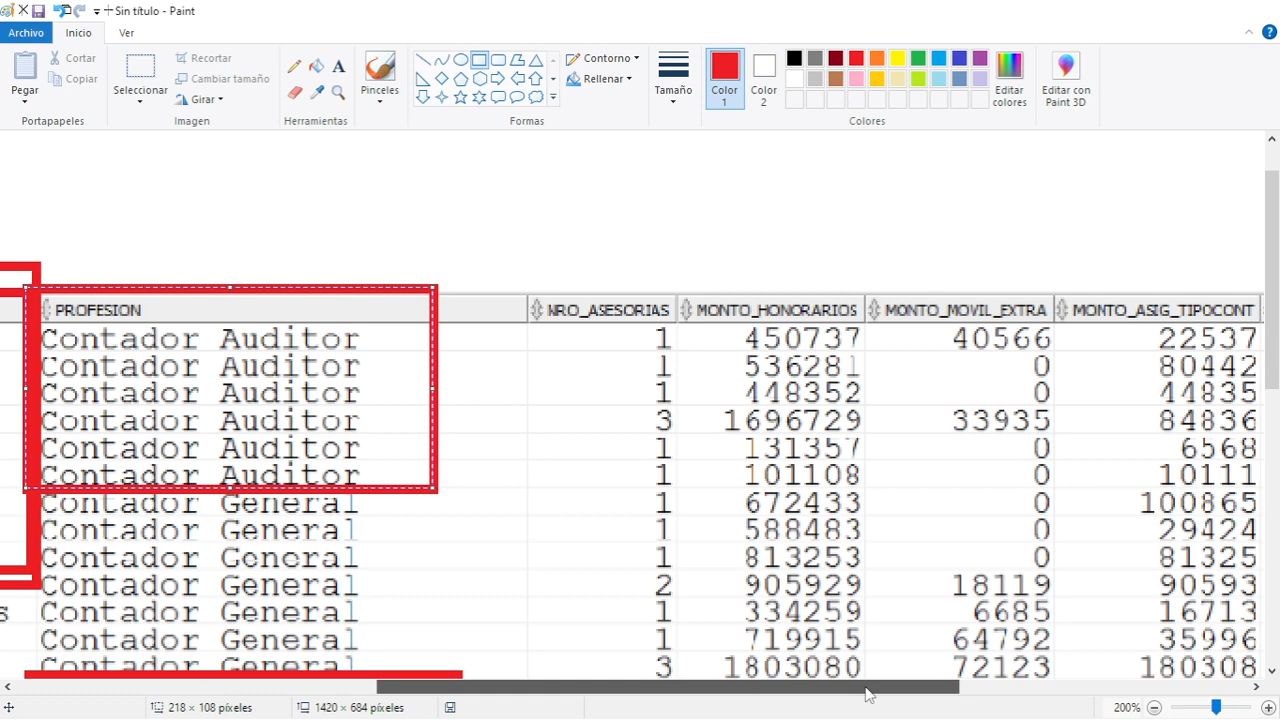 Sin título - Paint
Archivo Inicio Ver
Pegar
Cortar
Copiar
Portapapeles
Seleccionar
Recortar
Cambiar tamaño
Girar
Imagen
A
Herramientas
Pinceles
Contorno
Rellenar
Formas
Tamaño
Color 1
Color 2
Editar colores
Colores
Editar con Paint 3D
PROFESION NRO_ASESORIAS MONTO_HONORARIOS MONTO_MOVIL_EXTRA MONTO_ASIG_TIPOCONT
Contador Auditor 1 450737 40566 22537
Contador Auditor 1 536281 0 80442
Contador Auditor 1 448352 0 44835
Contador Auditor 3 1696729 33935 84836
Contador Auditor 1 131357 0 6568
Contador Auditor 1 101108 0 10111
Contador General 1 672433 0 100865
Contador General 1 588483 0 29424
Contador General 1 813253 0 81325
Contador General 2 905929 18119 90593
s Contador General 1 334259 6685 16713
Contador General 1 719915 64792 35996
Contador General 3 1803080 72123 180308
218 × 108 píxeles 1420 × 684 píxeles 200%